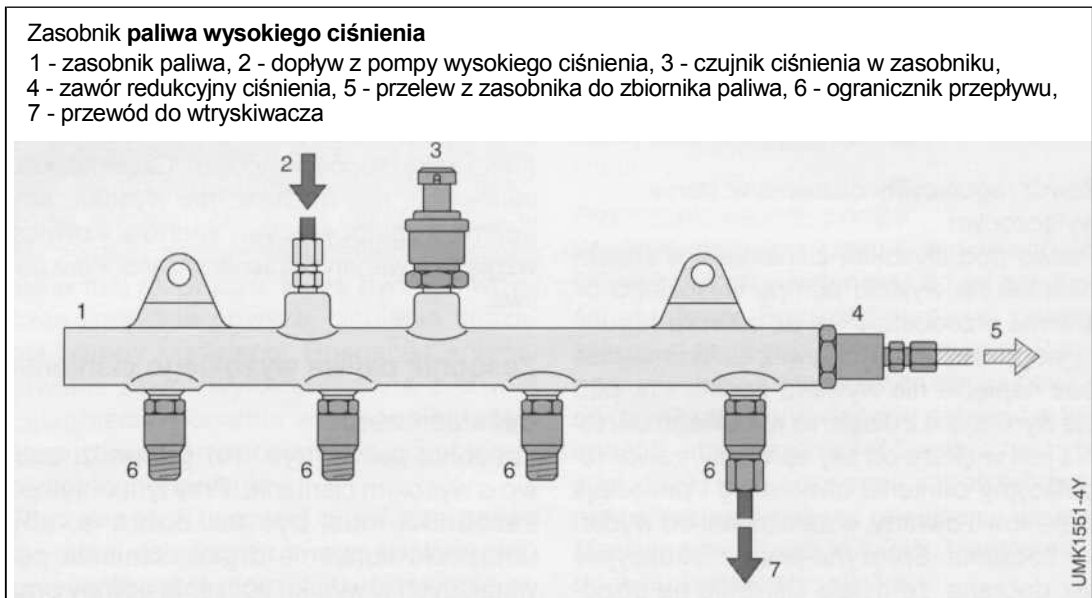 Zasobnik paliwa wysokiego ciśnienia
1 - zasobnik paliwa, 2 - dopływ z pompy wysokiego ciśnienia, 3 - czujnik ciśnienia w zasobniku,
4 - zawór redukcyjny ciśnienia, 5 - przelew z zasobnika do zbiornika paliwa, 6 - ogranicznik przepływu,
7 - przewód do wtryskiwacza
2
3
1
4
5
6
6
6
6
7
UMK1551-1Y